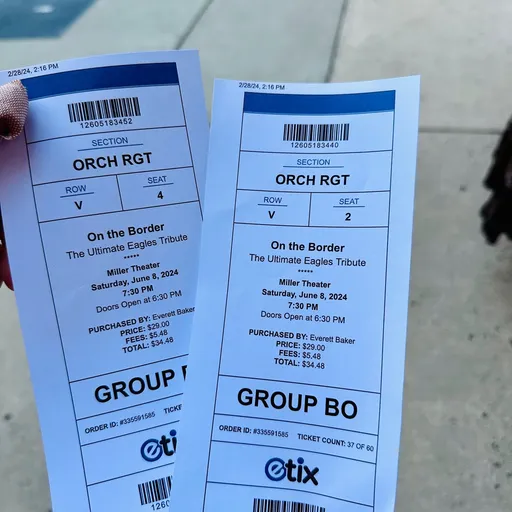 2/28/24, 2:16 PM
12605183452
SECTION
ORCH RGT
ROW
V
SEAT
4
On the Border
The Ultimate Eagles Tribute
*****
Miller Theater
Saturday, June 8, 2024
7:30 PM
Doors Open at 6:30 PM
PURCHASED BY: Everett Baker
PRICE: $29.00
FEES: $5.48
TOTAL: $34.48
GROUP
ORDER ID: #335591585 TICKET
etix
1260
2/28/24, 2:16 PM
12605183440
SECTION
ORCH RGT
ROW
V
SEAT
2
On the Border
The Ultimate Eagles Tribute
*****
Miller Theater
Saturday, June 8, 2024
7:30 PM
Doors Open at 6:30 PM
PURCHASED BY: Everett Baker
PRICE: $29.00
FEES: $5.48
TOTAL: $34.48
GROUP BO
ORDER ID: #335591585 TICKET COUNT: 37 OF 60
etix